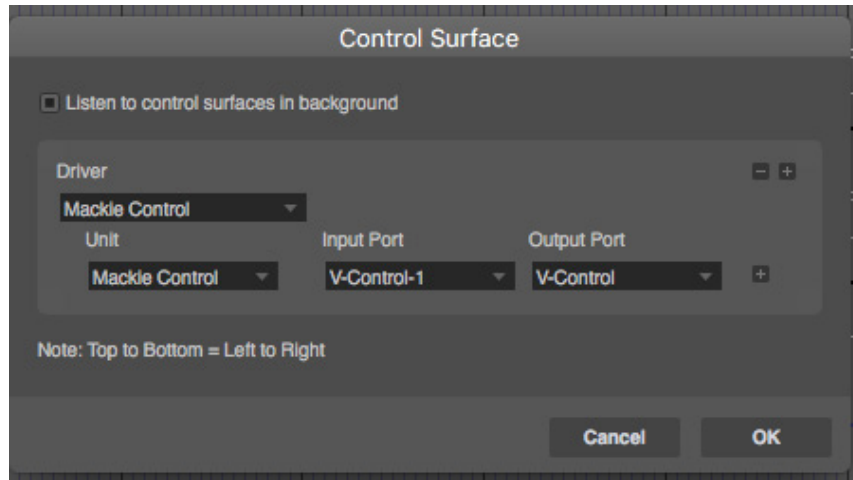 Control Surface
Listen to control surfaces in background
Driver
Mackie Control
Unit Input Port Output Port
Mackie Control V-Control-1 V-Control
Note: Top to Bottom = Left to Right
Cancel OK